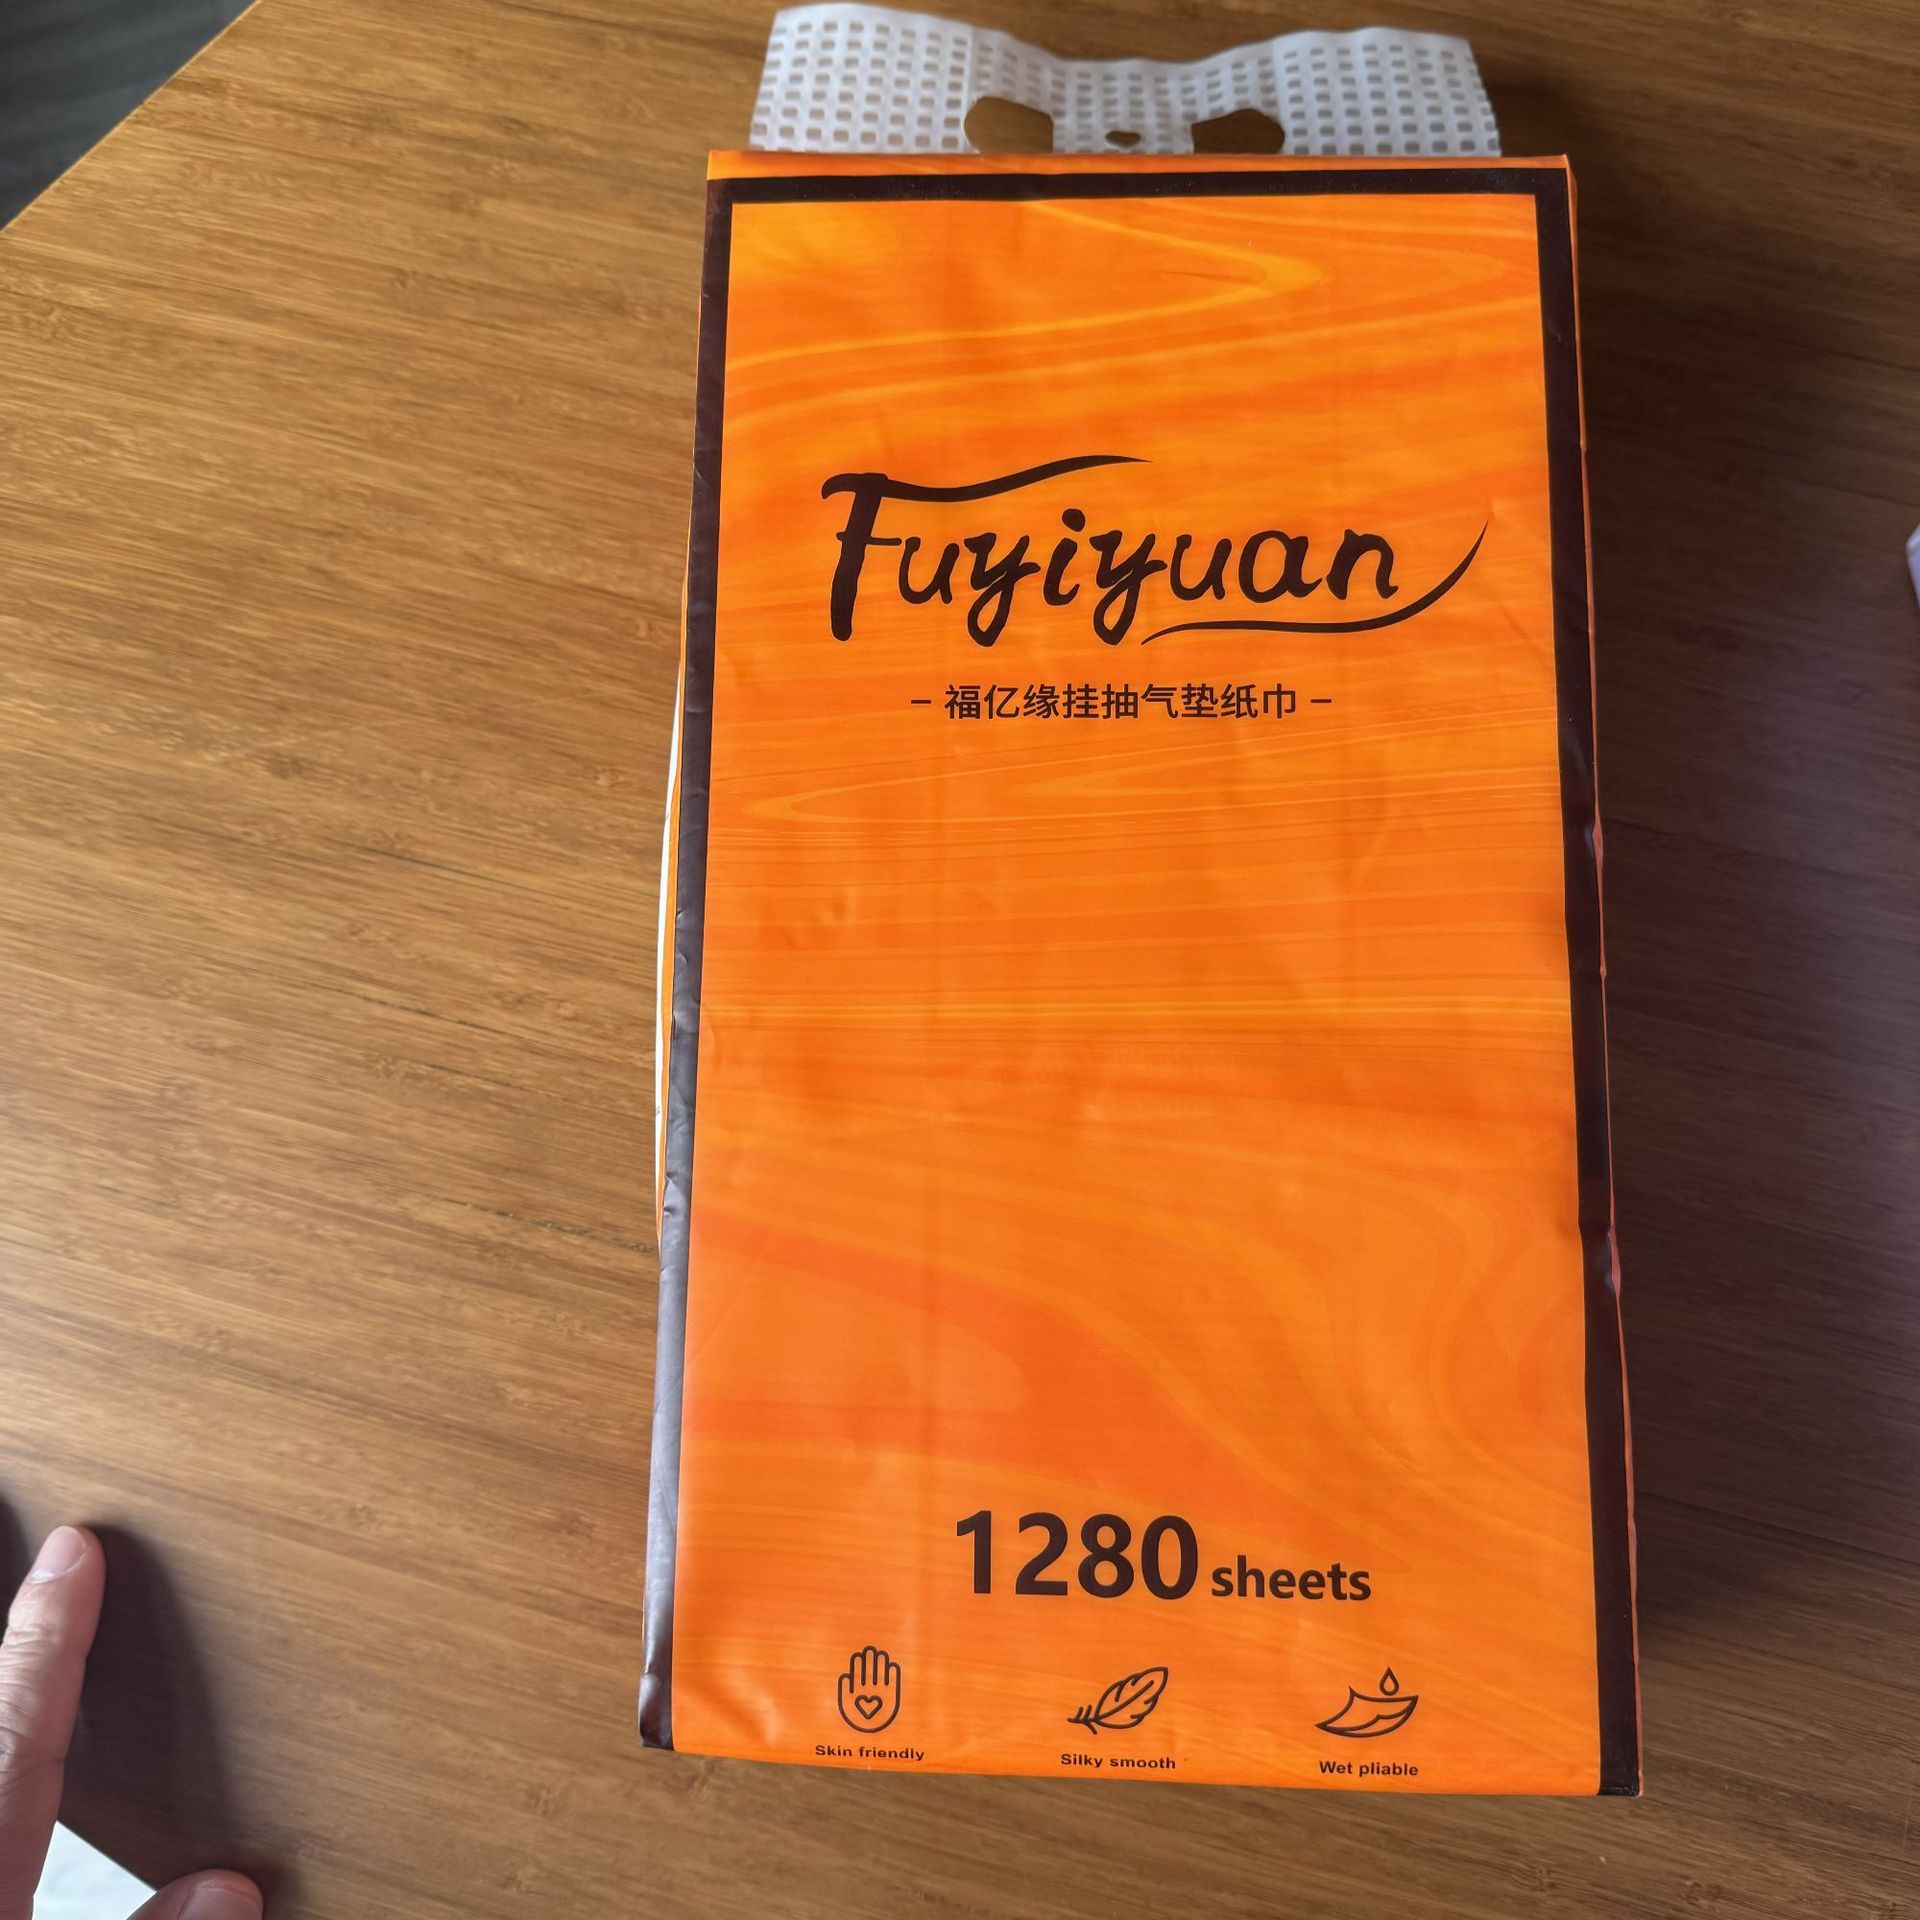 Fuyiyuan
- 福亿缘挂抽气垫纸巾 -
1280 sheets
Skin friendly
Silky smooth
Wet pliable